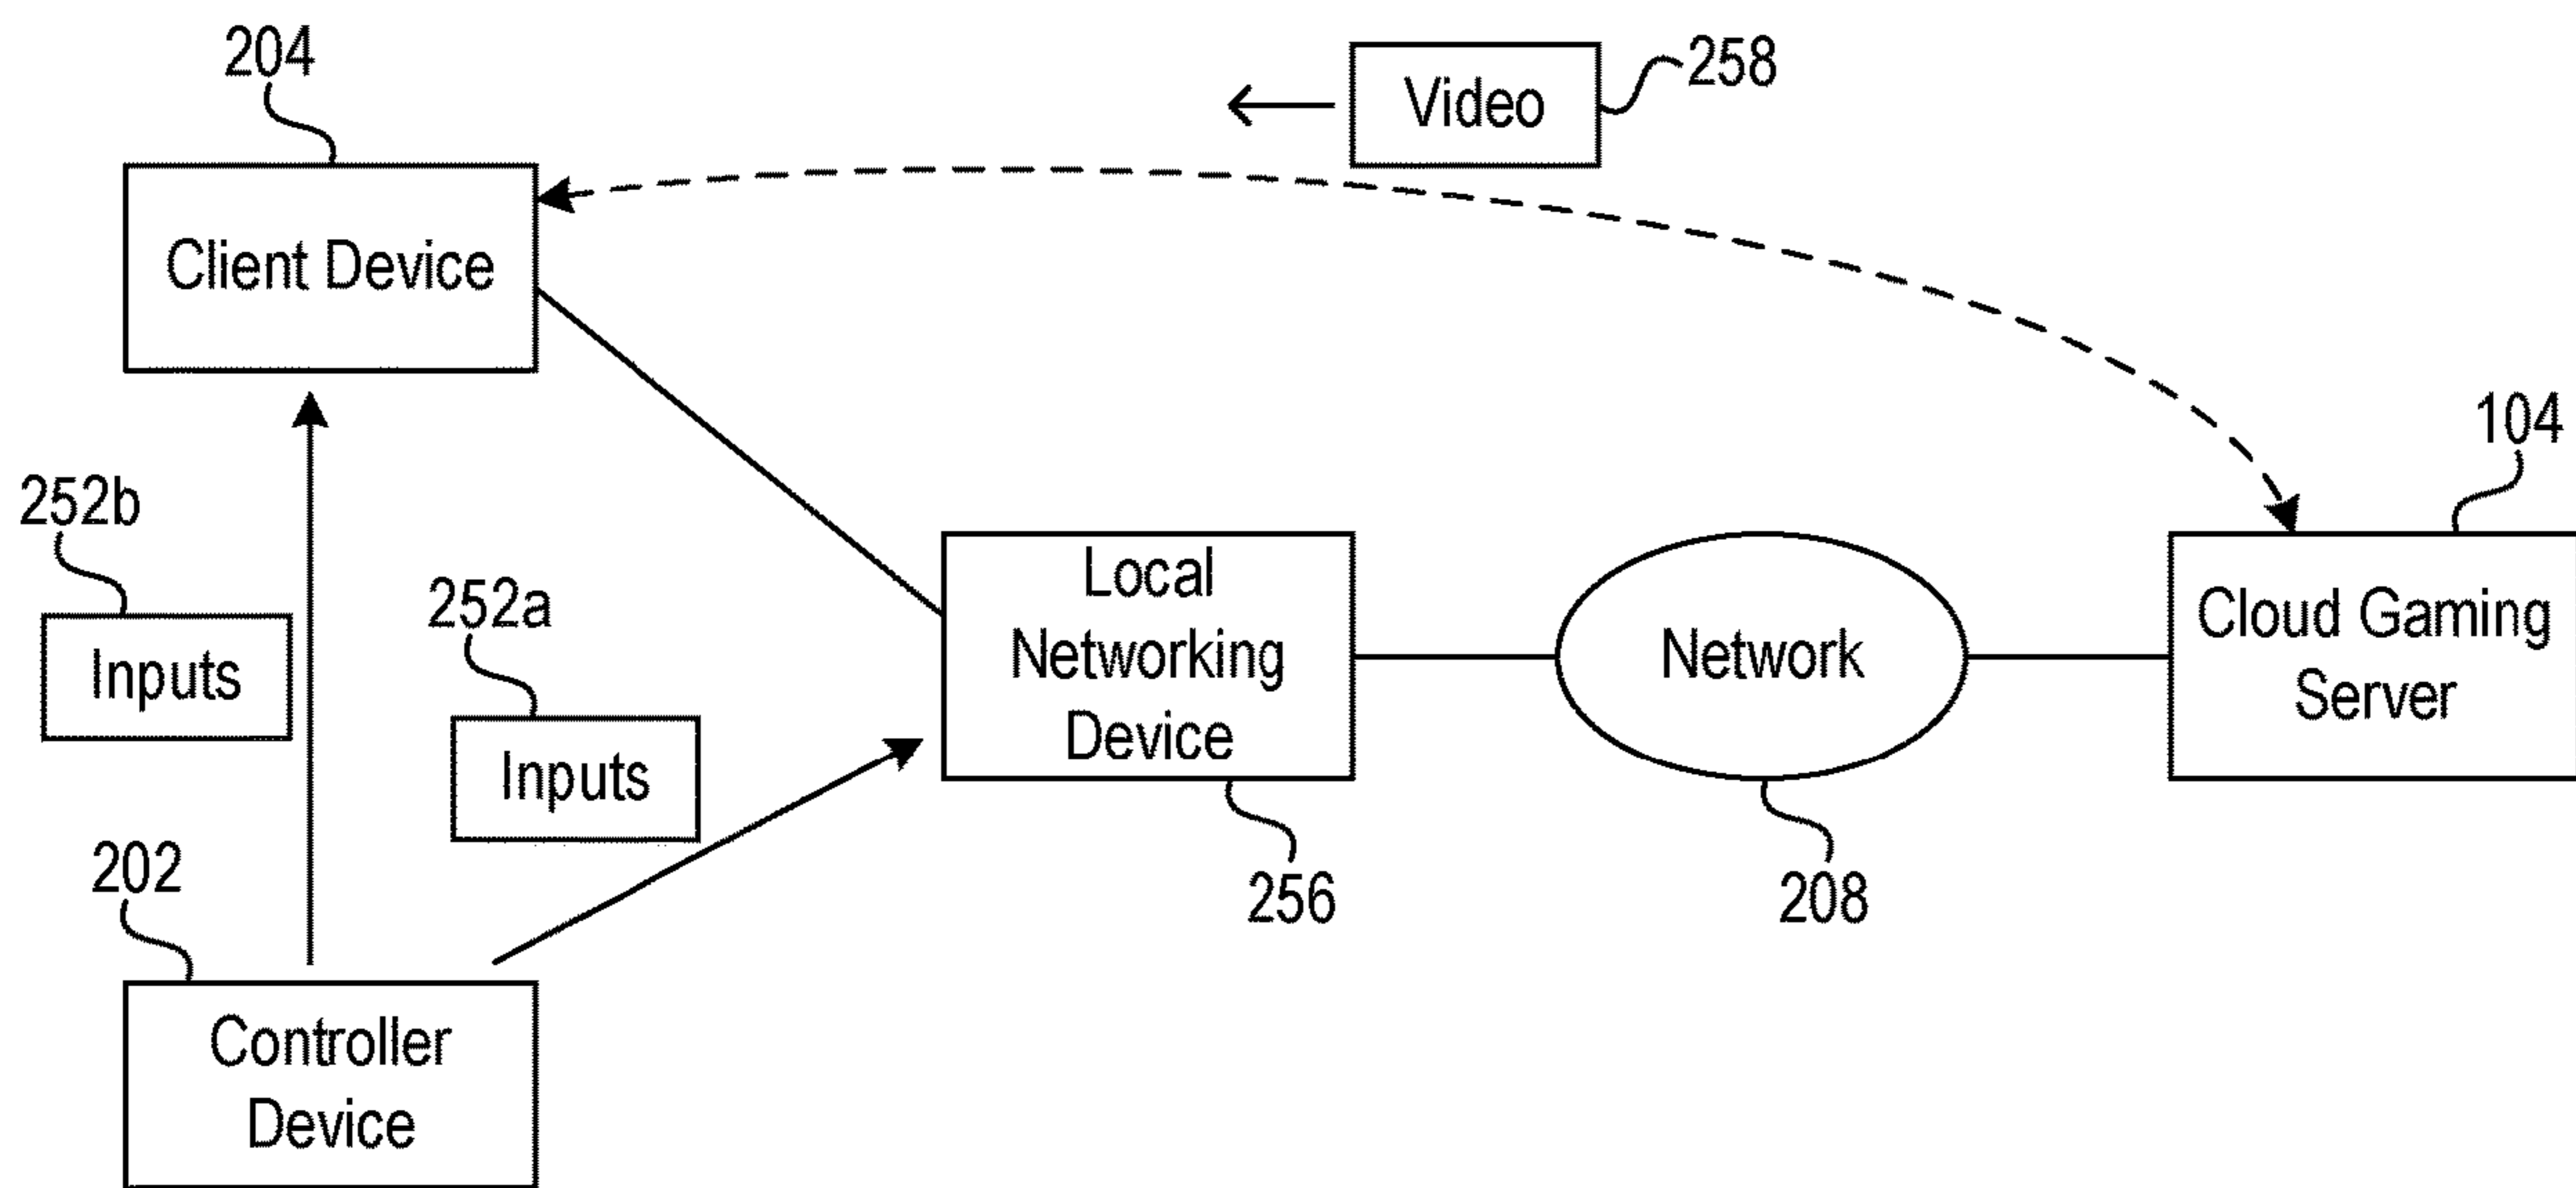 204
Video
258
Client Device
104
252b
Inputs
252a
Inputs
Local
Networking
Device
256
Network
208
Cloud Gaming
Server
202
Controller
Device